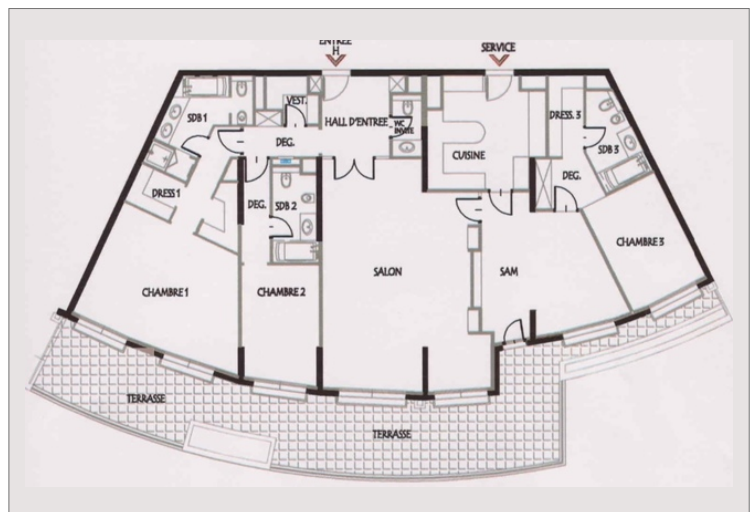 ENTREE
H
SERVICE
SDB 1
VEST.
HALL D'ENTREE
WC
INVITE
DRESS. 3
SDB 3
DEG.
CUISINE
DEG.
DRESS 1
DEG.
SDB 2
CHAMBRE 3
CHAMBRE 1
CHAMBRE 2
SALON
SAM
TERRASSE
TERRASSE